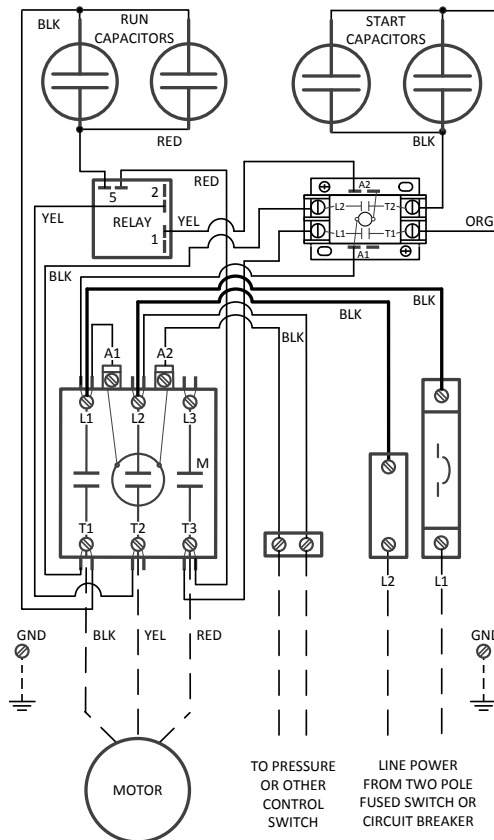 BLK
RUN
CAPACITORS
START
CAPACITORS
RED
BLK
5
2
RED
RELAY
1
YEL
YEL
A2
L2
T2
L1
T1
A1
ORG
BLK
BLK
BLK
BLK
A1
A2
L1
L2
L3
M
T1
T2
T3
L2
L1
GND
BLK
YEL
RED
GND
MOTOR
TO PRESSURE
OR OTHER
CONTROL
SWITCH
LINE POWER
FROM TWO POLE
FUSED SWITCH OR
CIRCUIT BREAKER